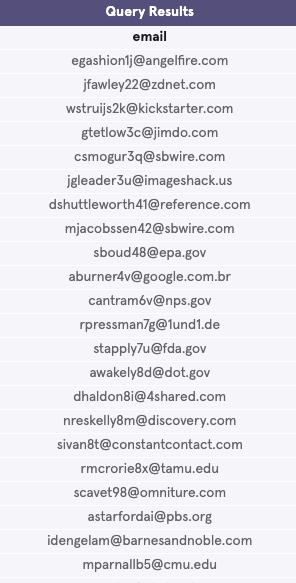 Query Results
email
egashion1j@angelfire.com
jfawley22@zdnet.com
wstruijs2k@kickstarter.com
gtetlow3c@jimdo.com
csmogur3q@sbwire.com
jgleader3u@imageshack.us
dshuttleworth41@reference.com
mjacobssen42@sbwire.com
sboud48@epa.gov
aburner4v@google.com.br
cantram6v@nps.gov
rpressman7g@1und1.de
stapply7u@fda.gov
awakely8d@dot.gov
dhaldon8i@4shared.com
nreskelly8m@discovery.com
sivan8t@constantcontact.com
rmcrorie8x@tamu.edu
scavet98@omniture.com
astarfordai@pbs.org
idengelam@barnesandnoble.com
mparnallb5@cmu.edu